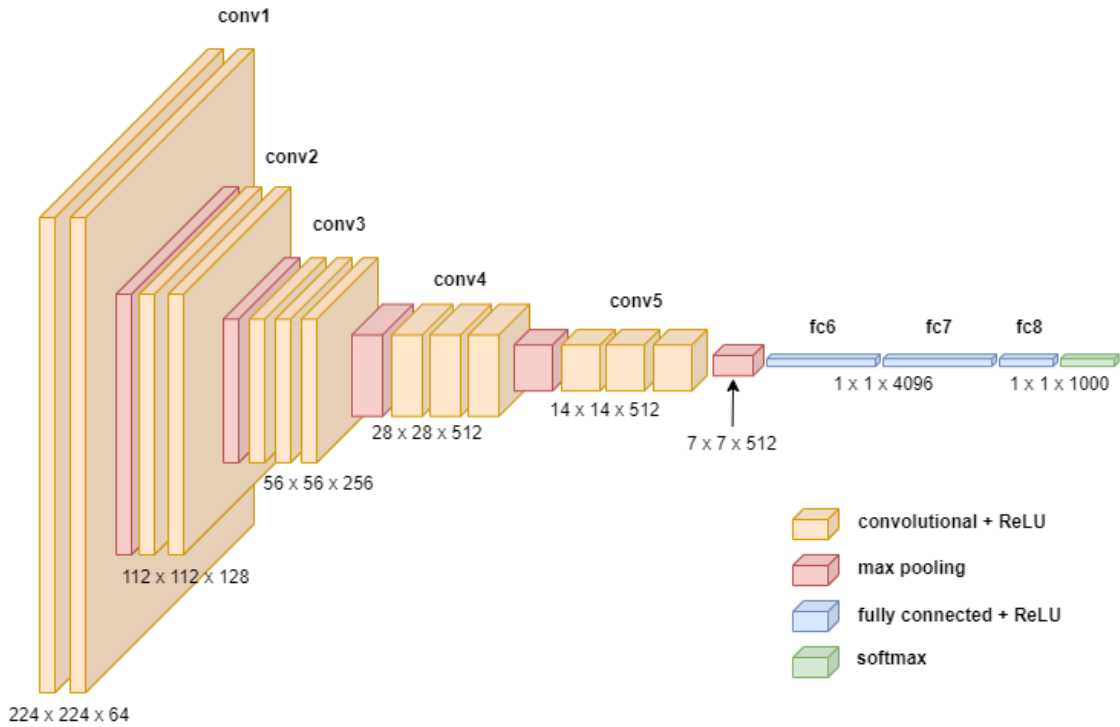 conv1
conv2
conv3
conv4
conv5
fc6
fc7
fc8
1 x 1 x 4096
1 x 1 x 1000
14 x 14 x 512
28 x 28 x 512
7 x 7 x 512
56 x 56 x 256
112 x 112 x 128
224 x 224 x 64
convolutional + ReLU
max pooling
fully connected + ReLU
softmax